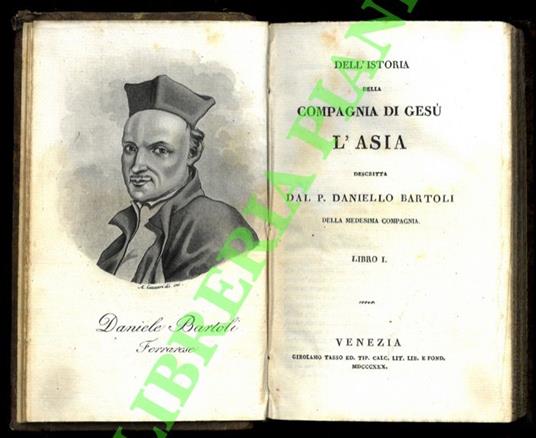 Daniele Bartoli
Ferrarese
DELL'ISTORIA
DELLA
COMPAGNIA DI GESÙ
L'ASIA
DESCRITTA
DAL P. DANIELLO BARTOLI
DELLA MEDESIMA COMPAGNIA.
LIBRO I.
VENEZIA
GIROLAMO TASSO ED. TIP. CALC. LIT. LIB. E FOND.
MDCCCXXX.
LIBRERIA PIANI